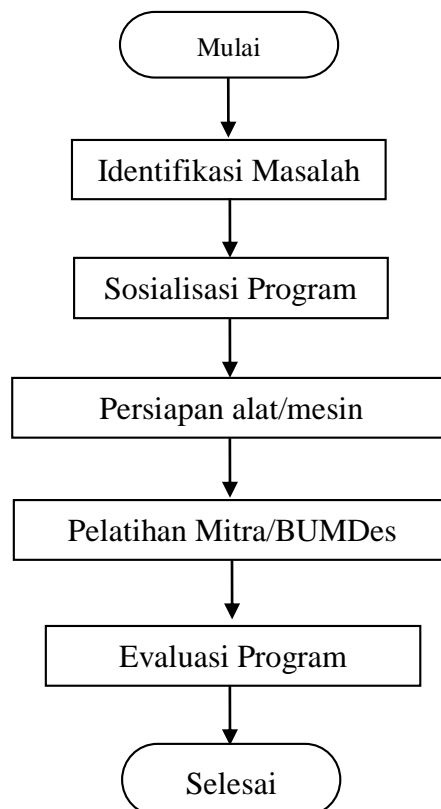 Mulai
Identifikasi Masalah
Sosialisasi Program
Persiapan alat/mesin
Pelatihan Mitra/BUMDes
Evaluasi Program
Selesai